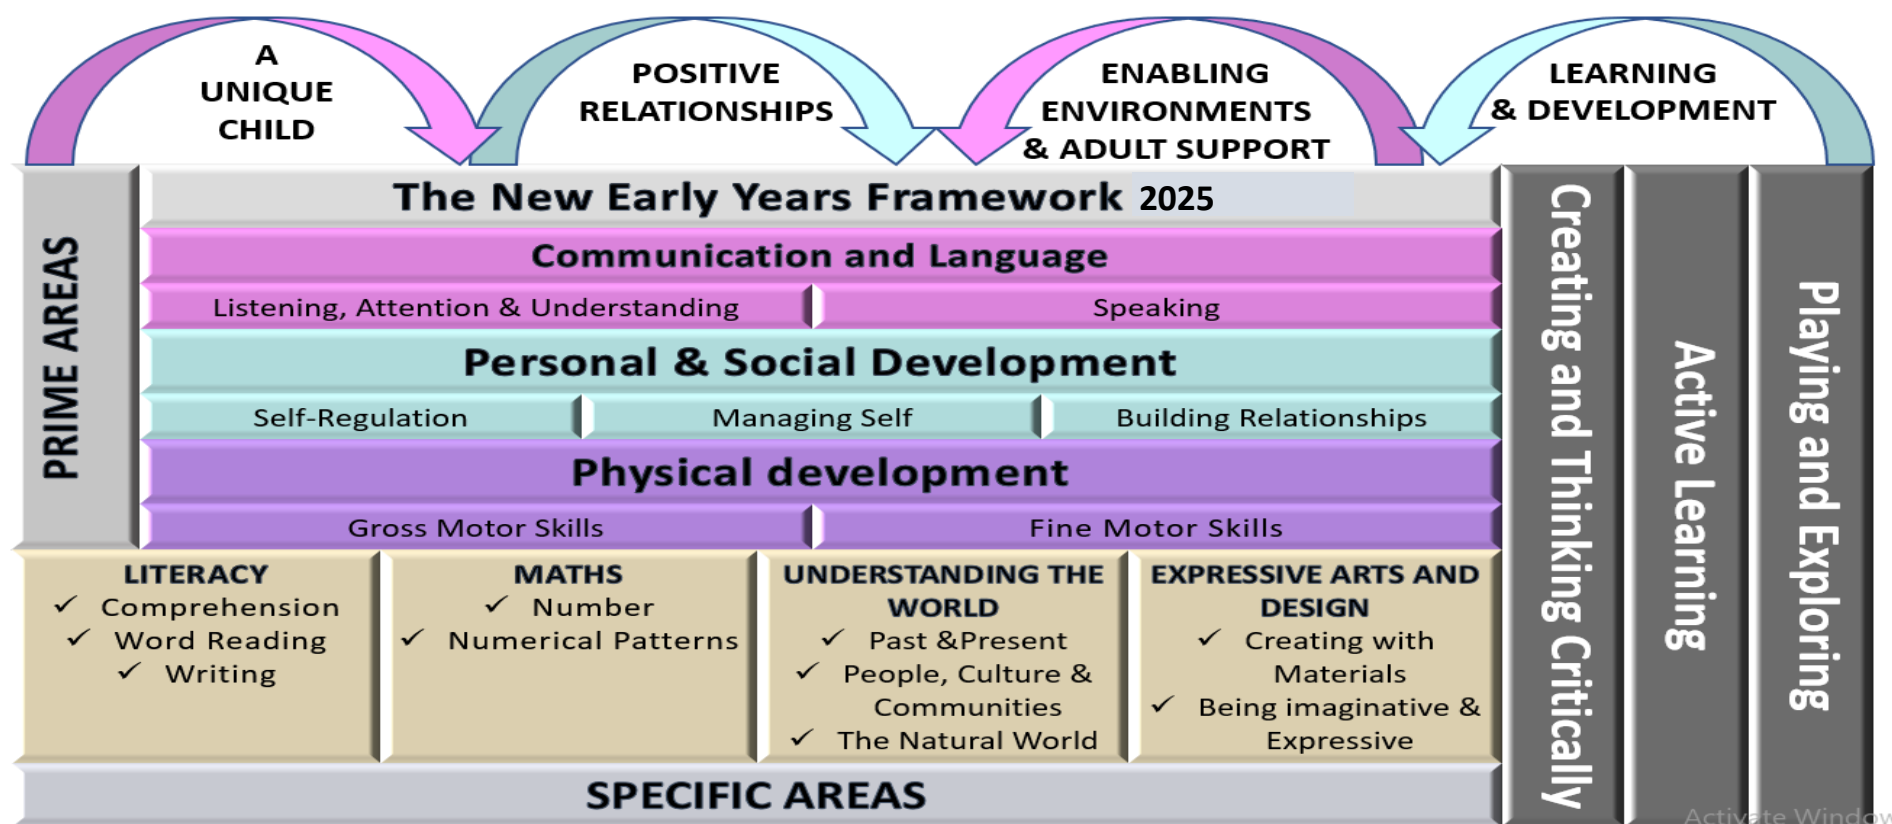 A
UNIQUE
CHILD
POSITIVE
RELATIONSHIPS
ENABLING
ENVIRONMENTS
& ADULT SUPPORT
LEARNING
& DEVELOPMENT
PRIME AREAS
The New Early Years Framework 2025
Communication and Language
Listening, Attention & Understanding
Speaking
Personal & Social Development
Self-Regulation
Managing Self
Building Relationships
Physical development
Gross Motor Skills
Fine Motor Skills
LITERACY
✓ Comprehension
✓ Word Reading
✓ Writing
MATHS
✓ Number
✓ Numerical Patterns
UNDERSTANDING THE
WORLD
✓ Past &Present
✓ People, Culture &
Communities
✓ The Natural World
EXPRESSIVE ARTS AND
DESIGN
✓ Creating with
Materials
✓ Being imaginative &
Expressive
SPECIFIC AREAS
Creating and Thinking Critically
Active Learning
Playing and Exploring
Activate Window